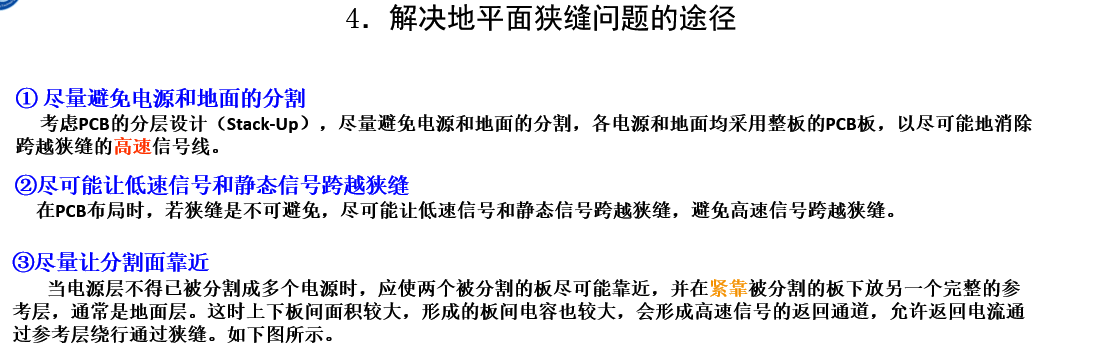 4. 解决地平面狭缝问题的途径
① 尽量避免电源和地面的分割
考虑PCB的分层设计（Stack-Up），尽量避免电源和地面的分割，各电源和地面均采用整板的PCB板，以尽可能地消除
跨越狭缝的高速信号线。
②尽可能让低速信号和静态信号跨越狭缝
在PCB布局时，若狭缝是不可避免，尽可能让低速信号和静态信号跨越狭缝，避免高速信号跨越狭缝。
③尽量让分割面靠近
当电源层不得已被分割成多个电源时，应使两个被分割的板尽可能靠近，并在紧靠被分割的板下放另一个完整的参
考层，通常是地面层。这时上下板间面积较大，形成的板间电容也较大，会形成高速信号的返回通道，允许返回电流通
过参考层绕行通过狭缝。如下图所示。